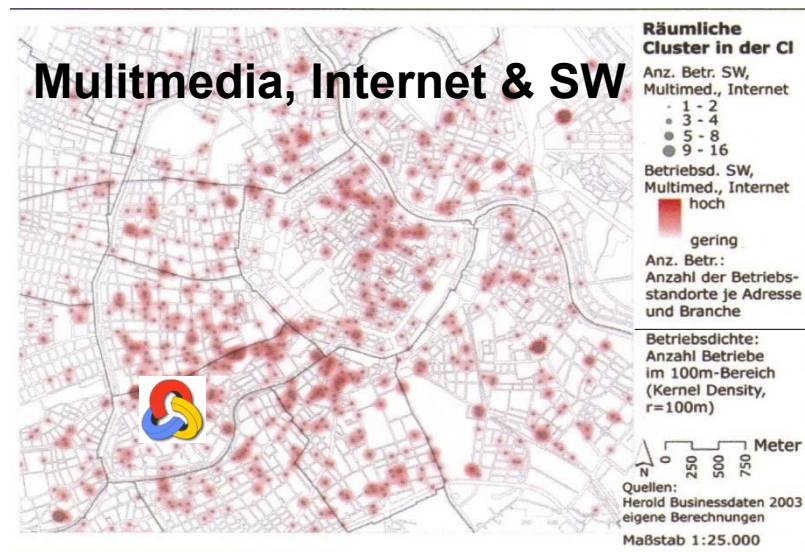 Mulitmedia, Internet & SW
Räumliche
Cluster in der CI
Anz. Betr. SW,
Multimed., Internet
1 - 2
3 - 4
5 - 8
9 - 16
Betriebsd. SW,
Multimed., Internet
hoch
gering
Anz. Betr.:
Anzahl der Betriebs-
standorte je Adresse
und Branche
Betriebsdichte:
Anzahl Betriebe
im 100m-Bereich
(Kernel Density,
r=100m)
N
0
250
500
750
Meter
Quellen:
Herold Businessdaten 2003
eigene Berechnungen
Maßstab 1:25.000